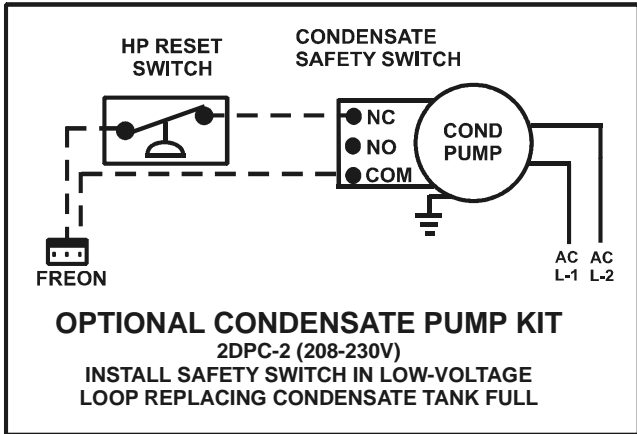 HP RESET
SWITCH
CONDENSATE
SAFETY SWITCH
NC
NO
COM
COND
PUMP
FREON
AC
L-1
AC
L-2
OPTIONAL CONDENSATE PUMP KIT
2DPC-2 (208-230V)
INSTALL SAFETY SWITCH IN LOW-VOLTAGE
LOOP REPLACING CONDENSATE TANK FULL